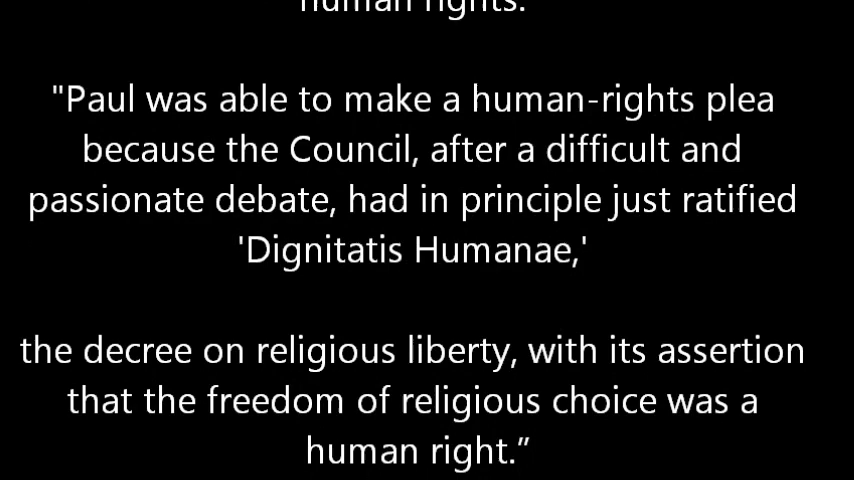 human rights.
"Paul was able to make a human-rights plea
because the Council, after a difficult and
passionate debate, had in principle just ratified
'Dignitatis Humanae,'
the decree on religious liberty, with its assertion
that the freedom of religious choice was a
human right.”